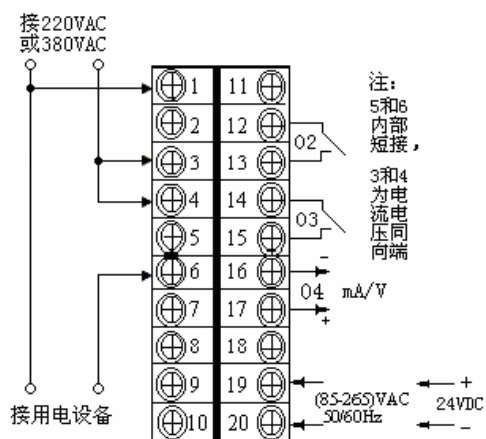 接220VAC
或380VAC
1 11
2 12
3 13
4 14
5 15
6 16
7 17
8 18
9 19
10 20
O2
O3
-
O4 mA/V
+
注:
5和6
内部
短接,
3和4
为电
流电
压同
向端
接用电设备
(85-265)VAC
50/60Hz
+
24VDC
-